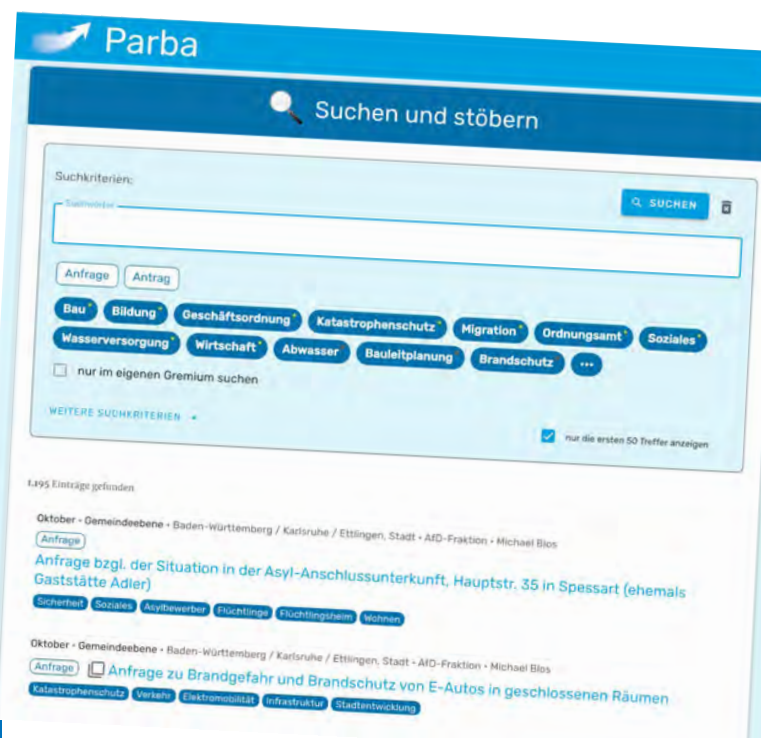 Parba
Suchen und stöbern
Suchkriterien:
SUCHEN
Suchwörter
Anfrage Antrag
Bau* Bildung* Geschäftsordnung* Katastrophenschutz* Migration* Ordnungsamt* Soziales*
Wasserversorgung* Wirtschaft* Abwasser Bauleitplanung* Brandschutz ...
nur im eigenen Gremium suchen
WEITERE SUCHKRITERIEN
nur die ersten 50 Treffer anzeigen
1.195 Einträge gefunden
Oktober • Gemeindeebene • Baden-Württemberg / Karlsruhe / Ettlingen, Stadt • AfD-Fraktion • Michael Blos
Anfrage
Anfrage bzgl. der Situation in der Asyl-Anschlussunterkunft, Hauptstr. 35 in Spessart (ehemals
Gaststätte Adler)
Sicherheit Soziales Asylbewerber Flüchtlinge Flüchtlingsheim Wohnen
Oktober • Gemeindeebene • Baden-Württemberg / Karlsruhe / Ettlingen, Stadt • AfD-Fraktion • Michael Blos
Anfrage Anfrage zu Brandgefahr und Brandschutz von E-Autos in geschlossenen Räumen
Katastrophenschutz Verkehr Elektromobilität Infrastruktur Stadtentwicklung